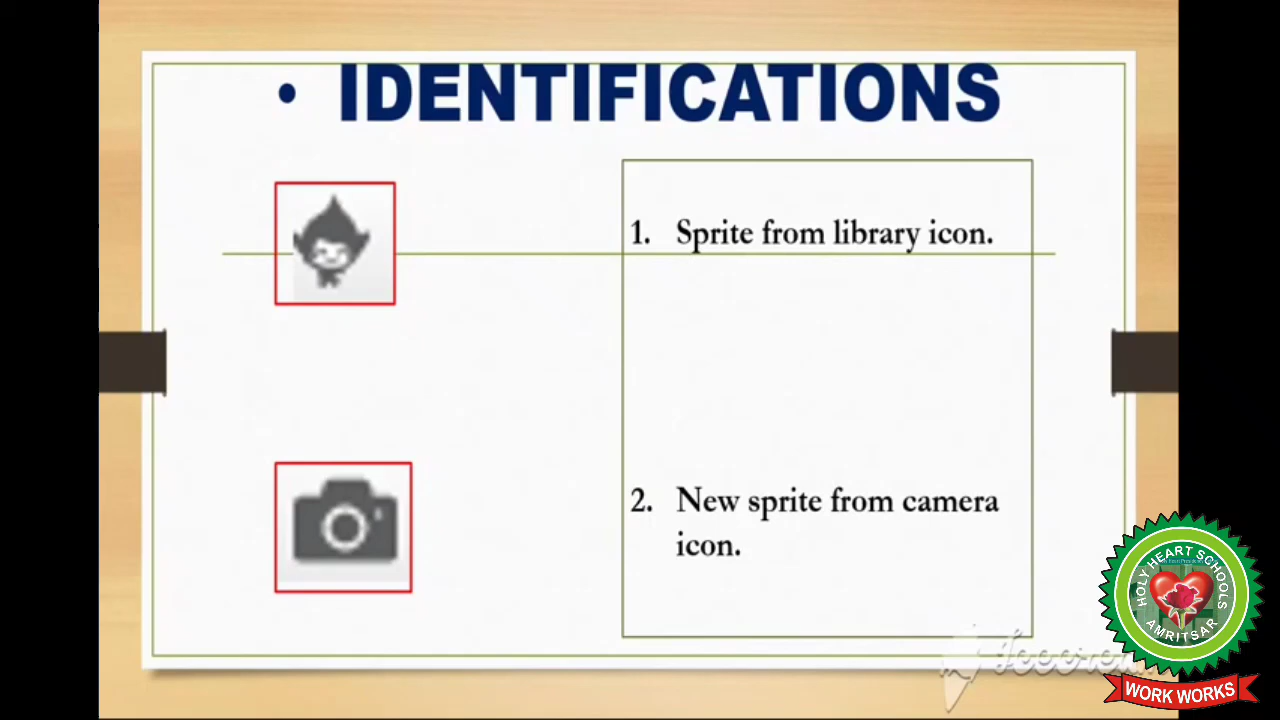 • IDENTIFICATIONS
1. Sprite from library icon.
2. New sprite from camera
icon.
HOLY HEART SCHOOLS
AMRITSAR
WORK WORKS